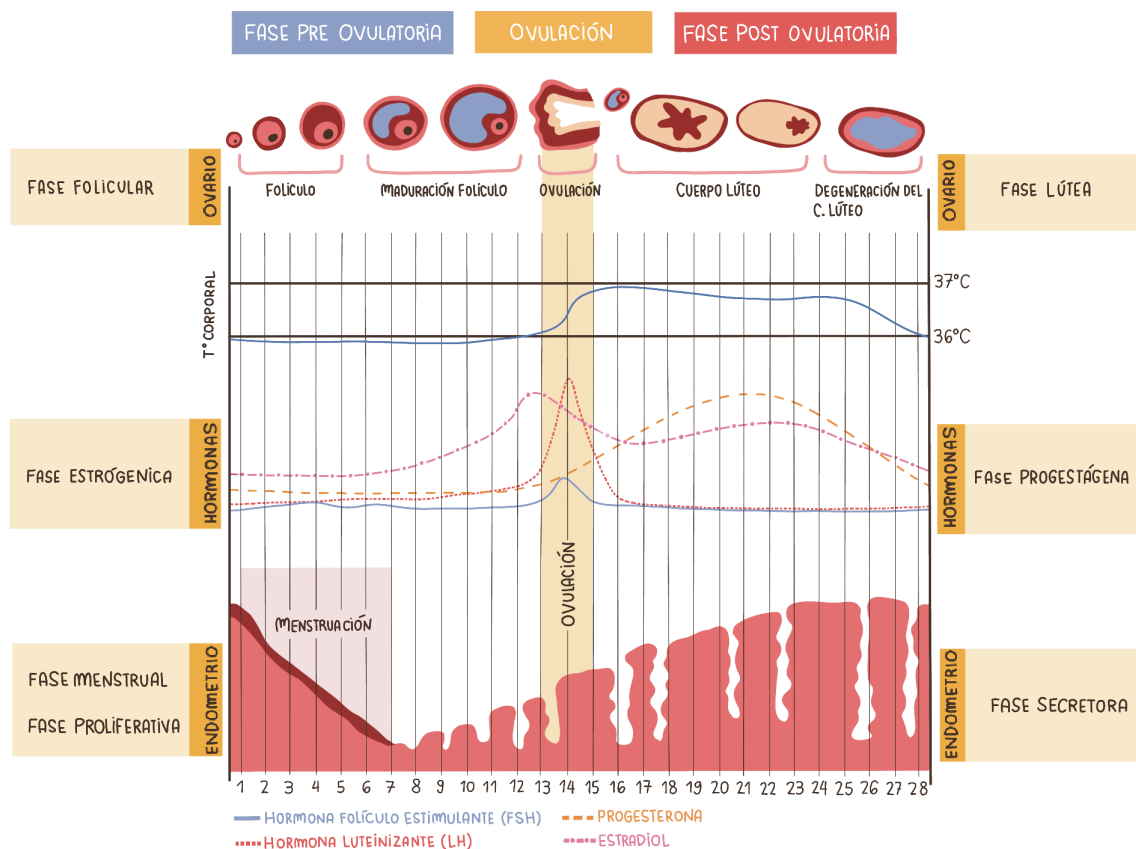 FASE PRE OVULATORIA
OVULACIÓN
FASE POST OVULATORIA
FASE FOLICULAR
OVARIO
FOLICULO
MADURACIÓN FOLÍCULO
OVULACIÓN
CUERPO LÚTEO
DEGENERACIÓN DEL
C. LÚTEO
OVARIO
FASE LÚTEA
T° CORPORAL
37°C
36°C
FASE ESTRÓGENICA
HORMONAS
HORMONAS
FASE PROGESTÁGENA
OVULACIÓN
MENSTRUACIÓN
FASE MENSTRUAL
FASE PROLIFERATIVA
ENDOMETRIO
ENDOMETRIO
FASE SECRETORA
1 2 3 4 5 6 7 8 9 10 11 12 13 14 15 16 17 18 19 20 21 22 23 24 25 26 27 28
HORMONA FOLÍCULO ESTIMULANTE (FSH)
PROGESTERONA
HORMONA LUTEINIZANTE (LH)
ESTRADIOL